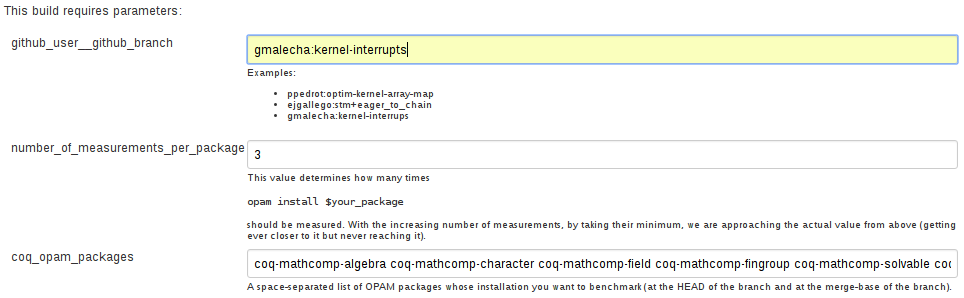 This build requires parameters:
github_user__github_branch
gmalecha:kernel-interrupts
Examples:
ppedrot:optim-kernel-array-map
ejgallego:stm+eager_to_chain
gmalecha:kernel-interrups
number_of_measurements_per_package
3
This value determines how many times
opam install $your_package
should be measured. With the increasing number of measurements, by taking their minimum, we are approaching the actual value from above (getting
ever closer to it but never reaching it).
coq_opam_packages
coq-mathcomp-algebra coq-mathcomp-character coq-mathcomp-field coq-mathcomp-fingroup coq-mathcomp-solvable coq
A space-separated list of OPAM packages whose installation you want to benchmark (at the HEAD of the branch and at the merge-base of the branch).